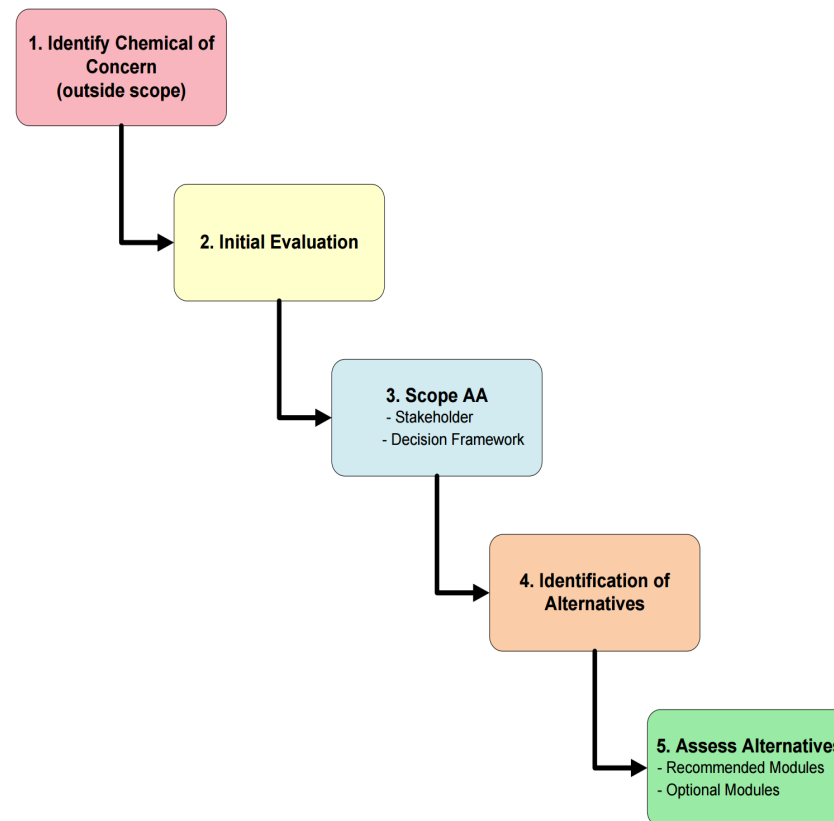 1. Identify Chemical of
Concern
(outside scope)
2. Initial Evaluation
3. Scope AA
- Stakeholder
- Decision Framework
4. Identification of
Alternatives
5. Assess Alternatives
- Recommended Modules
- Optional Modules